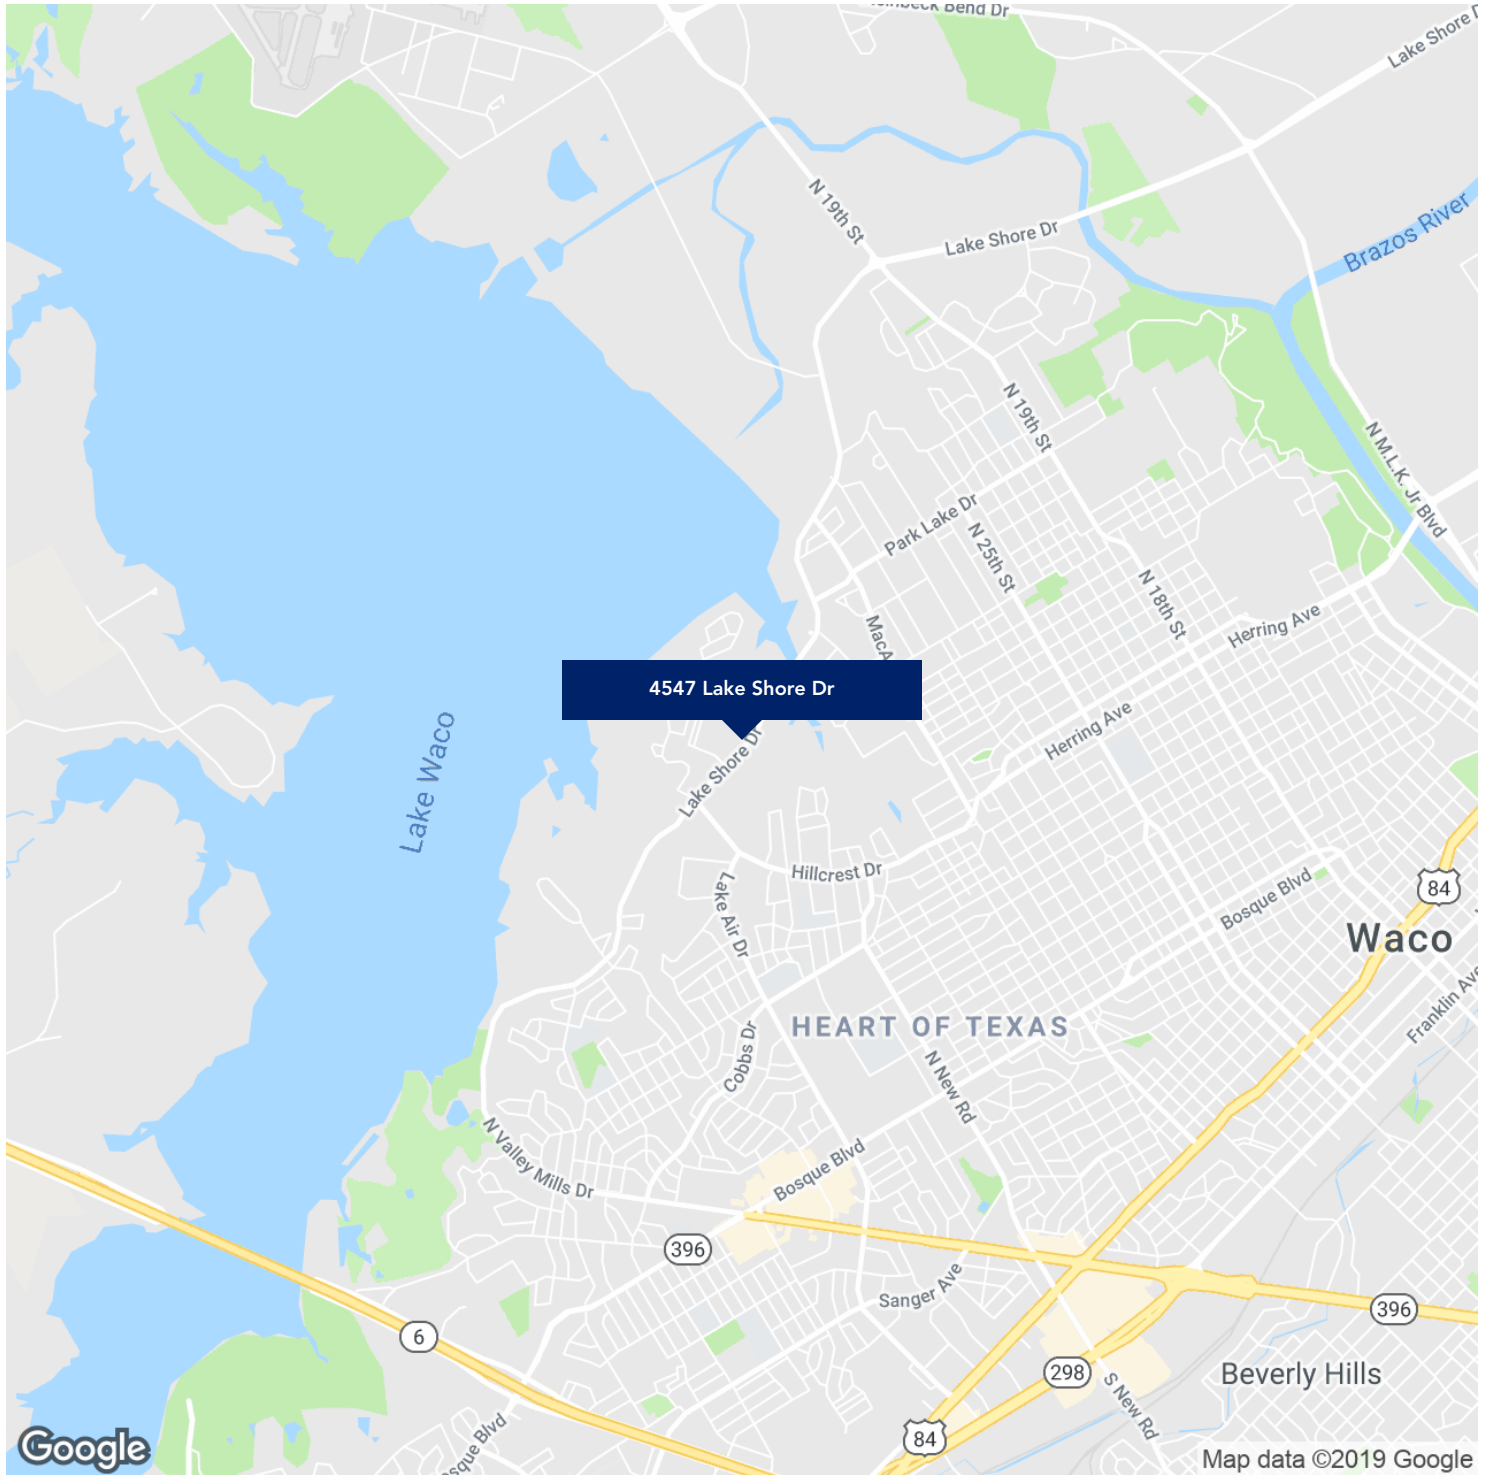 Lake Shore D
Bend Dr
N 19th St
Lake Shore Dr
Brazos River
N 19th St
N M.L.K. Jr Blvd
Park Lake Dr
N 25th St
N 18th St
Herring Ave
MacA
4547 Lake Shore Dr
Lake Shore Dr
Herring Ave
Lake Waco
Hillcrest Dr
Lake Air Dr
84
Bosque Blvd
Waco
Franklin Ave
HEART OF TEXAS
Cobbs Dr
N New Rd
N Valley Mills Dr
Bosque Blvd
396
Sanger Ave
396
6
298
Beverly Hills
S New Rd
84
sque Blvd
Google
Map data ©2019 Google